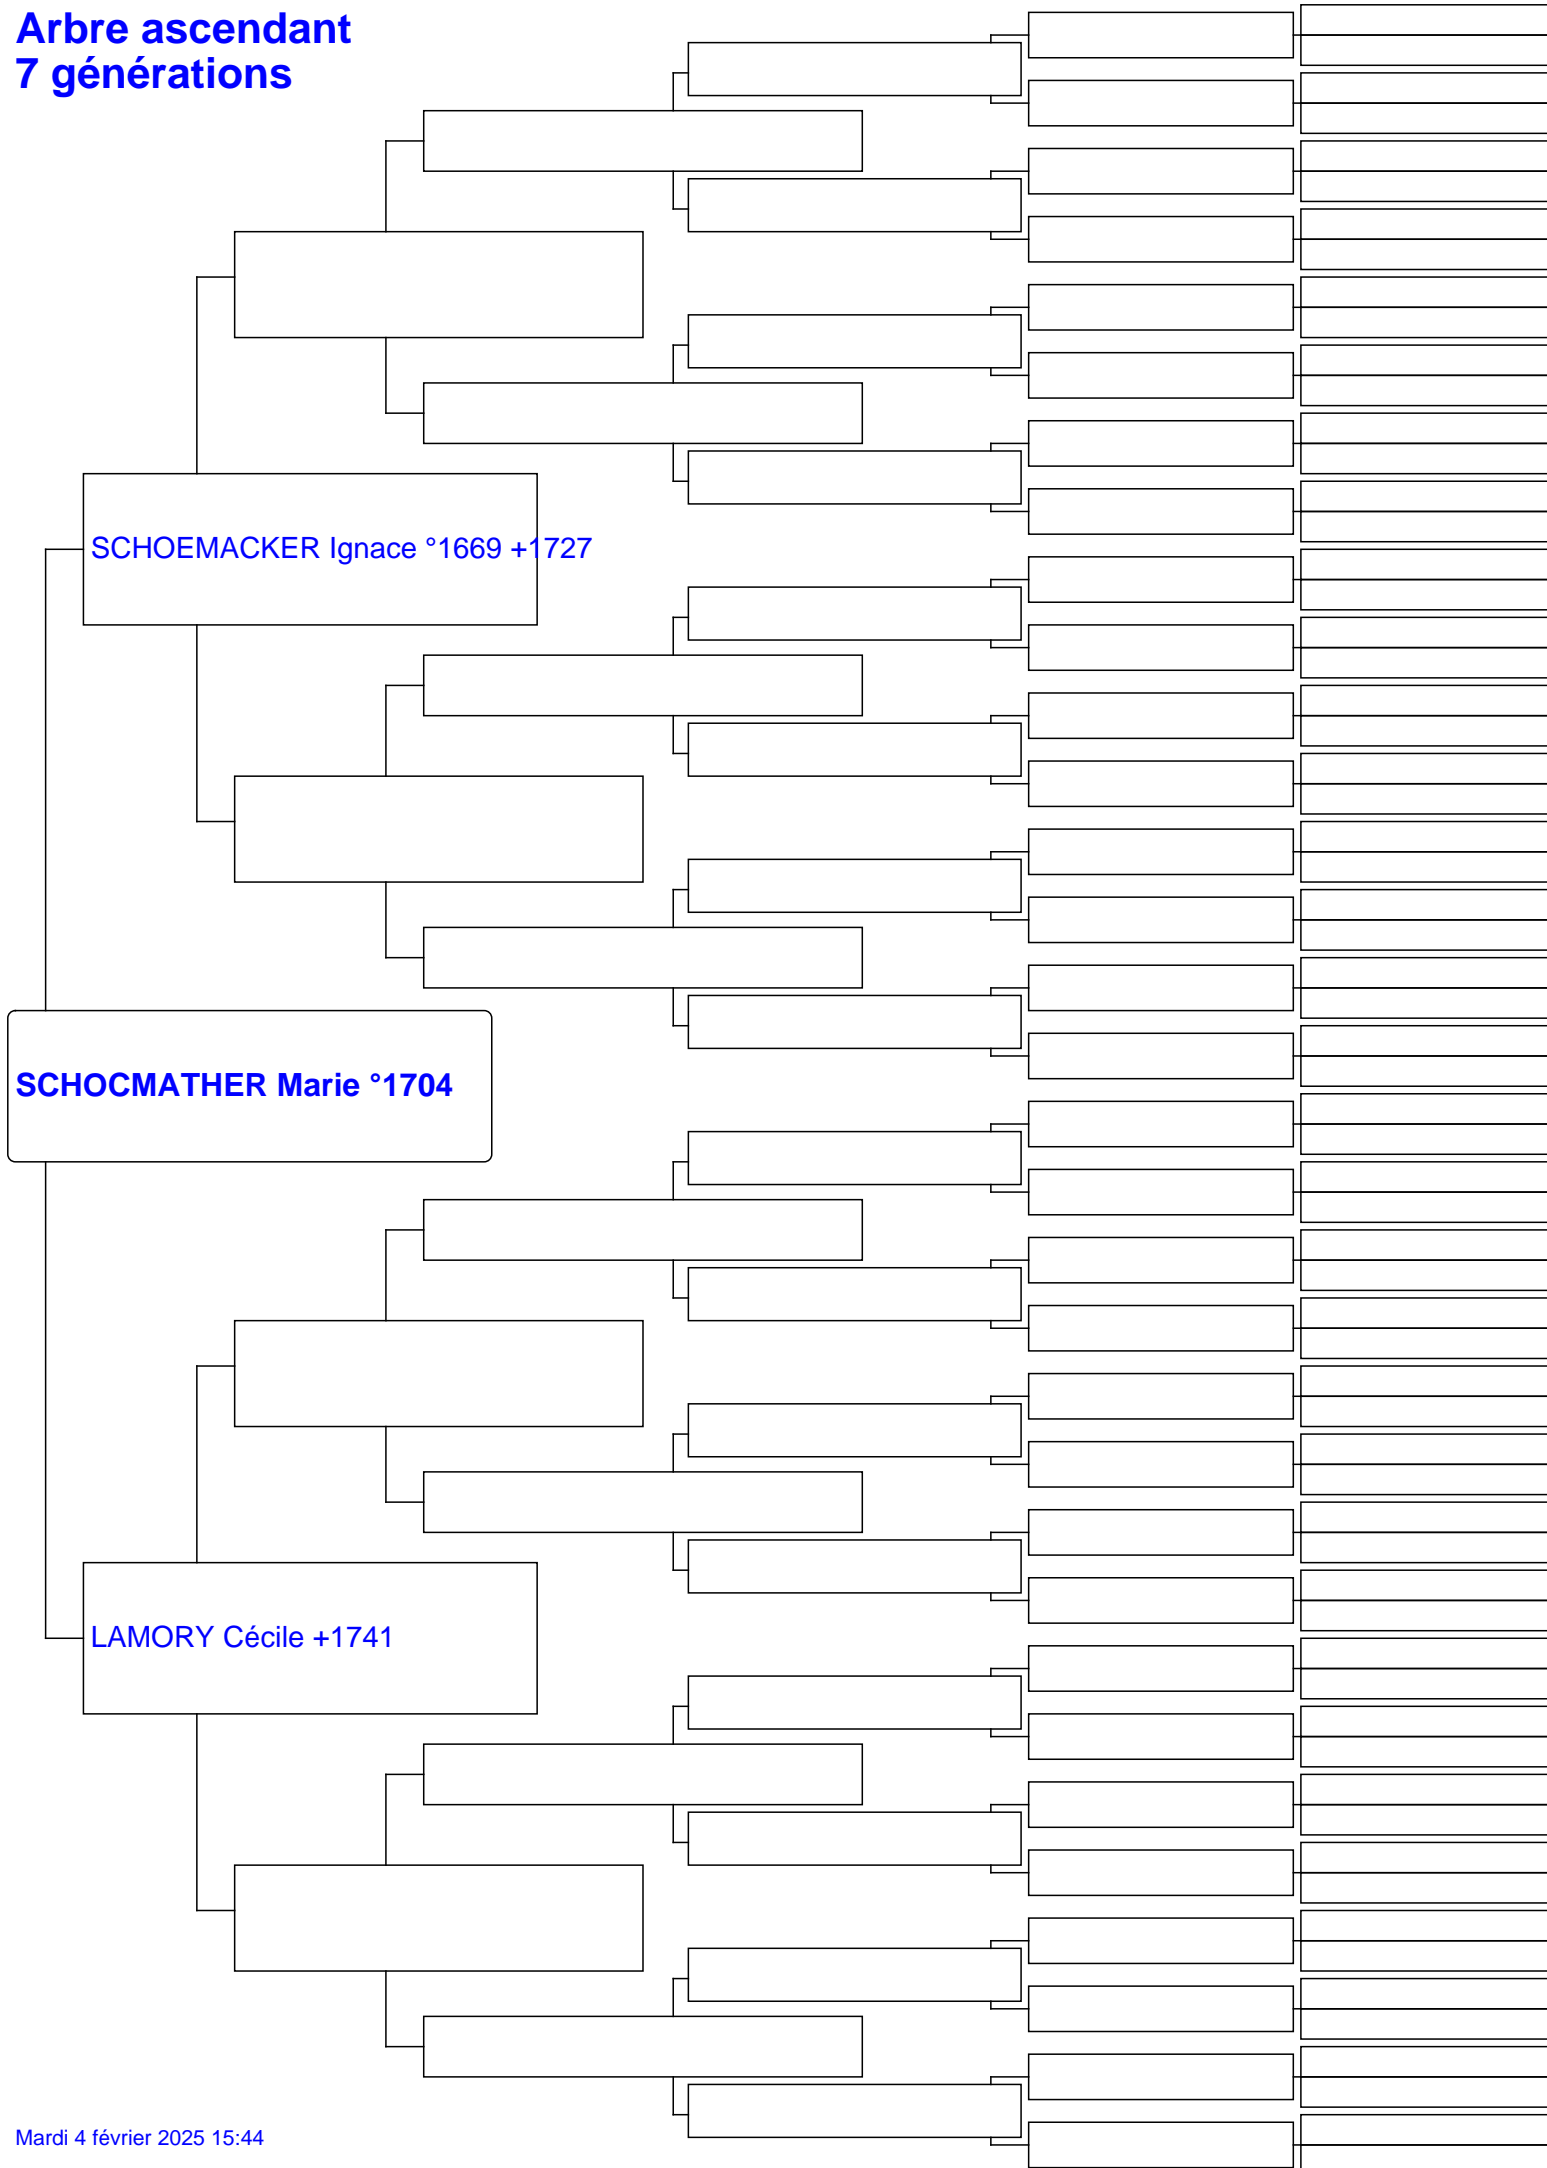 Arbre ascendant
7 générations
SCHOEMACKER Ignace °1669 +1727
SCHOCMATHER Marie °1704
LAMORY Cécile +1741
Mardi 4 février 2025 15:44